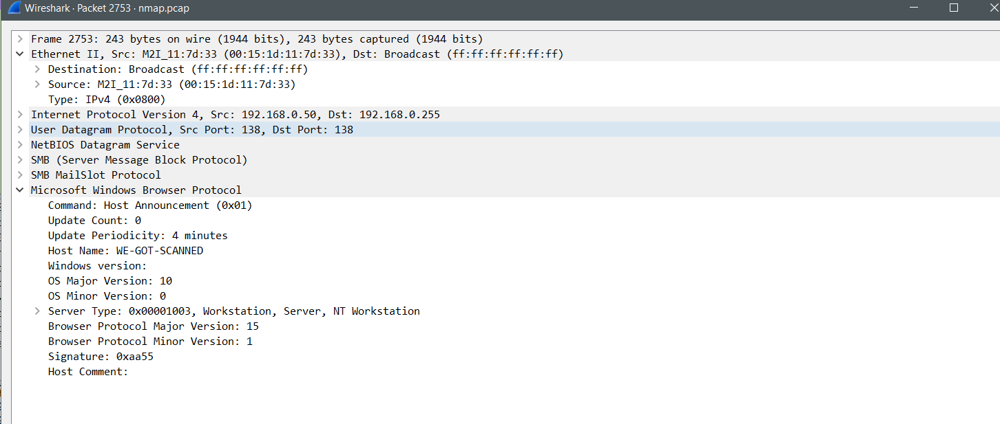 Wireshark · Packet 2753 · nmap.pcap
Frame 2753: 243 bytes on wire (1944 bits), 243 bytes captured (1944 bits)
Ethernet II, Src: M2I_11:7d:33 (00:15:1d:11:7d:33), Dst: Broadcast (ff:ff:ff:ff:ff:ff)
Destination: Broadcast (ff:ff:ff:ff:ff:ff)
Source: M2I_11:7d:33 (00:15:1d:11:7d:33)
Type: IPv4 (0x0800)
Internet Protocol Version 4, Src: 192.168.0.50, Dst: 192.168.0.255
User Datagram Protocol, Src Port: 138, Dst Port: 138
NetBIOS Datagram Service
SMB (Server Message Block Protocol)
SMB MailSlot Protocol
Microsoft Windows Browser Protocol
Command: Host Announcement (0x01)
Update Count: 0
Update Periodicity: 4 minutes
Host Name: WE-GOT-SCANNED
Windows version:
OS Major Version: 10
OS Minor Version: 0
Server Type: 0x00001003, Workstation, Server, NT Workstation
Browser Protocol Major Version: 15
Browser Protocol Minor Version: 1
Signature: 0xaa55
Host Comment: